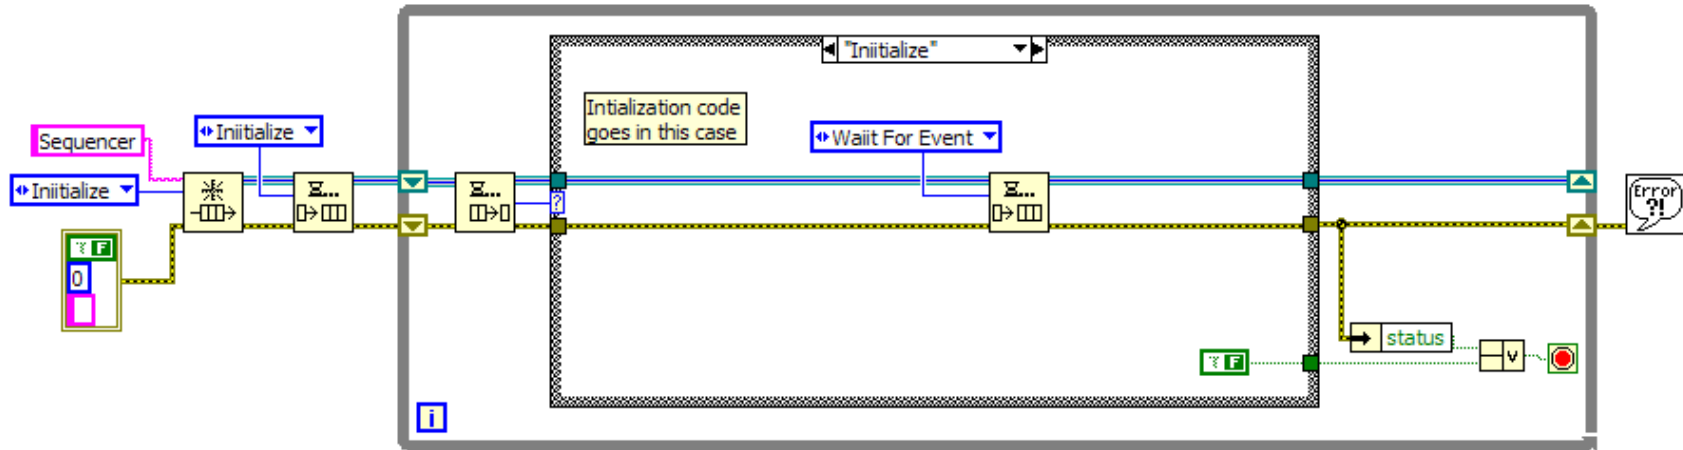 "Iniitialize"
Intialization code
goes in this case
Sequencer
Iniitialize
Iniitialize
Waiit For Event
Error
?!
?
F
0
status
v
F
i